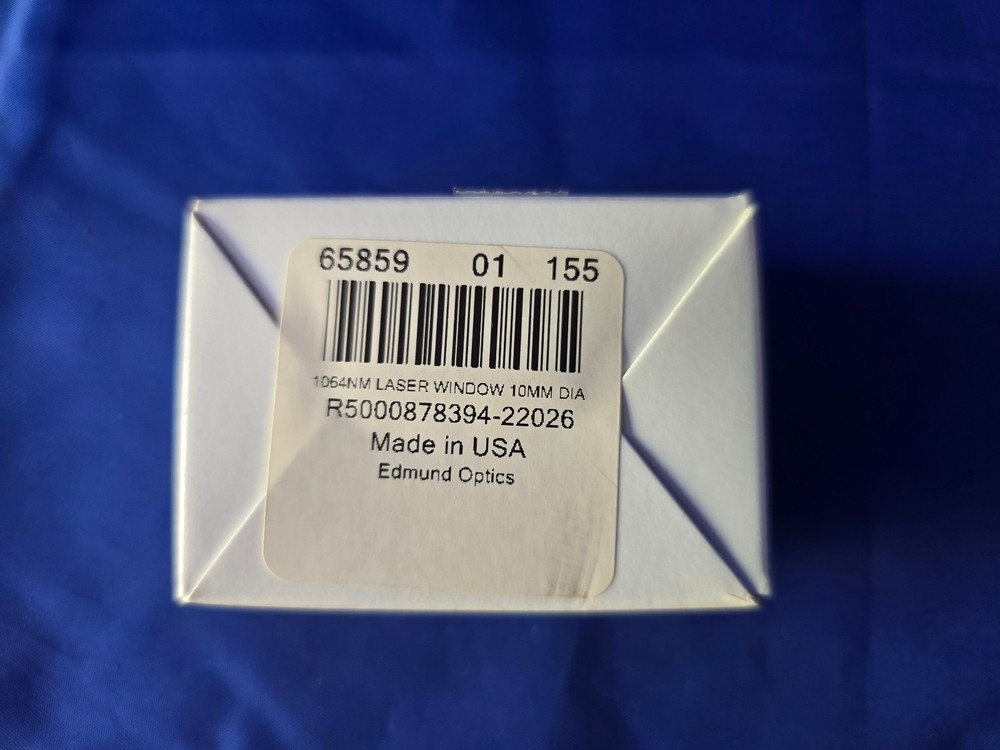 65859 01 155
1064NM LASER WINDOW 10MM DIA
R5000878394-22026
Made in USA
Edmund Optics